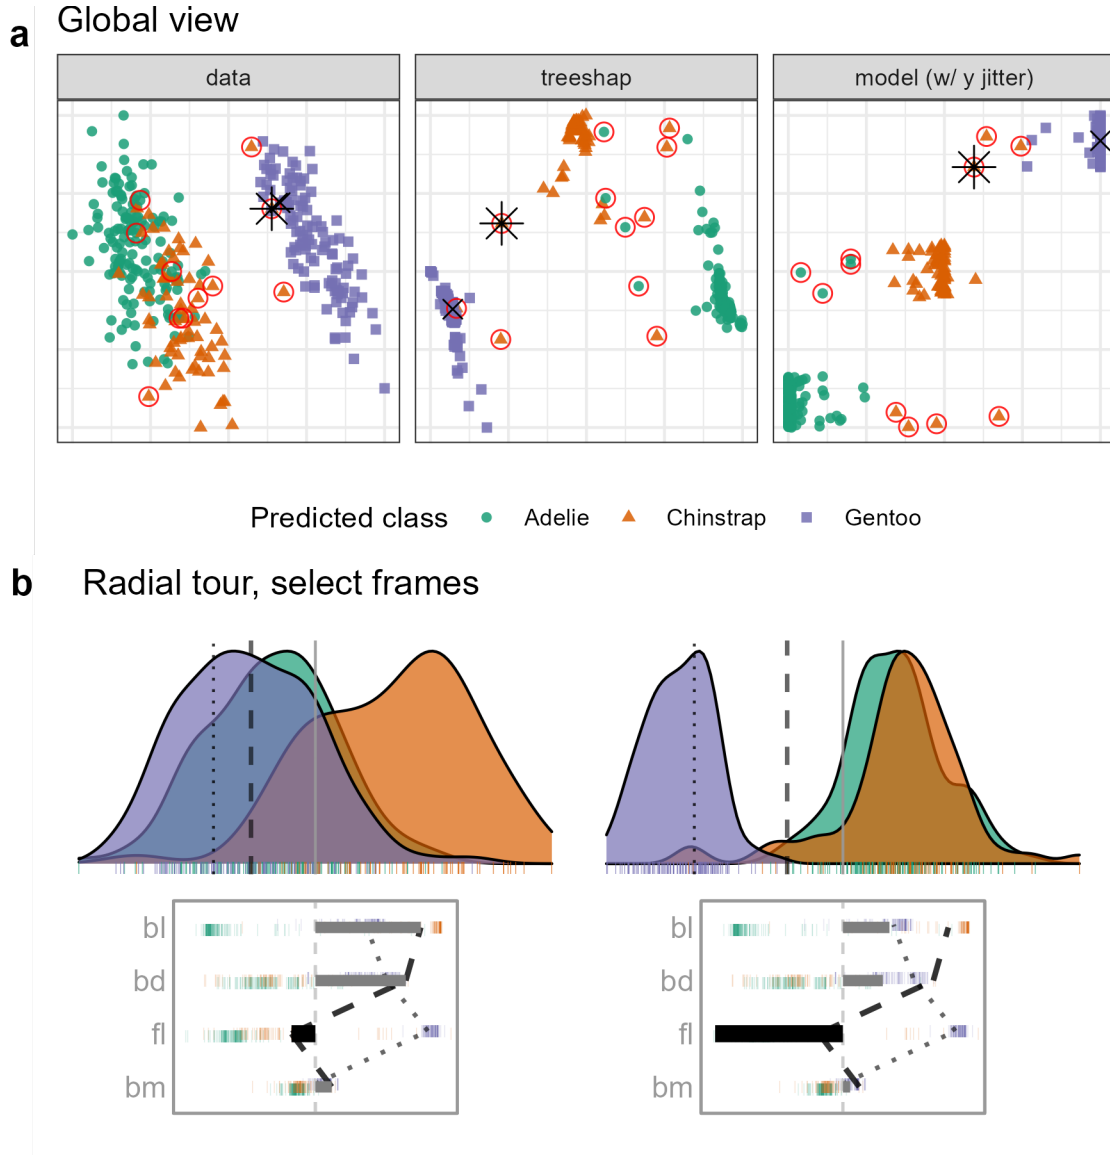 a
Global view
data
treeshap
model (w/ y jitter)
Predicted class
Adelie
Chinstrap
Gentoo
b
Radial tour, select frames
bl
bd
fl
bm
bl
bd
fl
bm